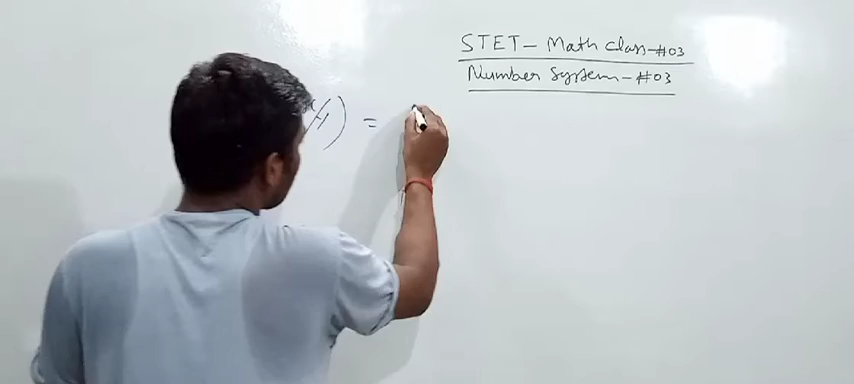 STET- Math Class-#03
Number System-#03
) =